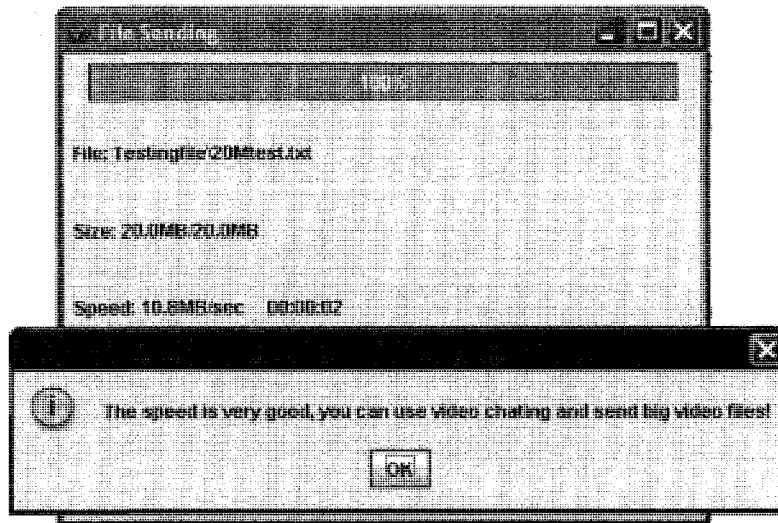 File Sending
100%
File: Testingfile\20Mtest.txt
Size: 20.0MB/20.0MB
Speed: 10.8MB/sec 00:00:02
The speed is very good, you can use video chating and send big video files!
OK